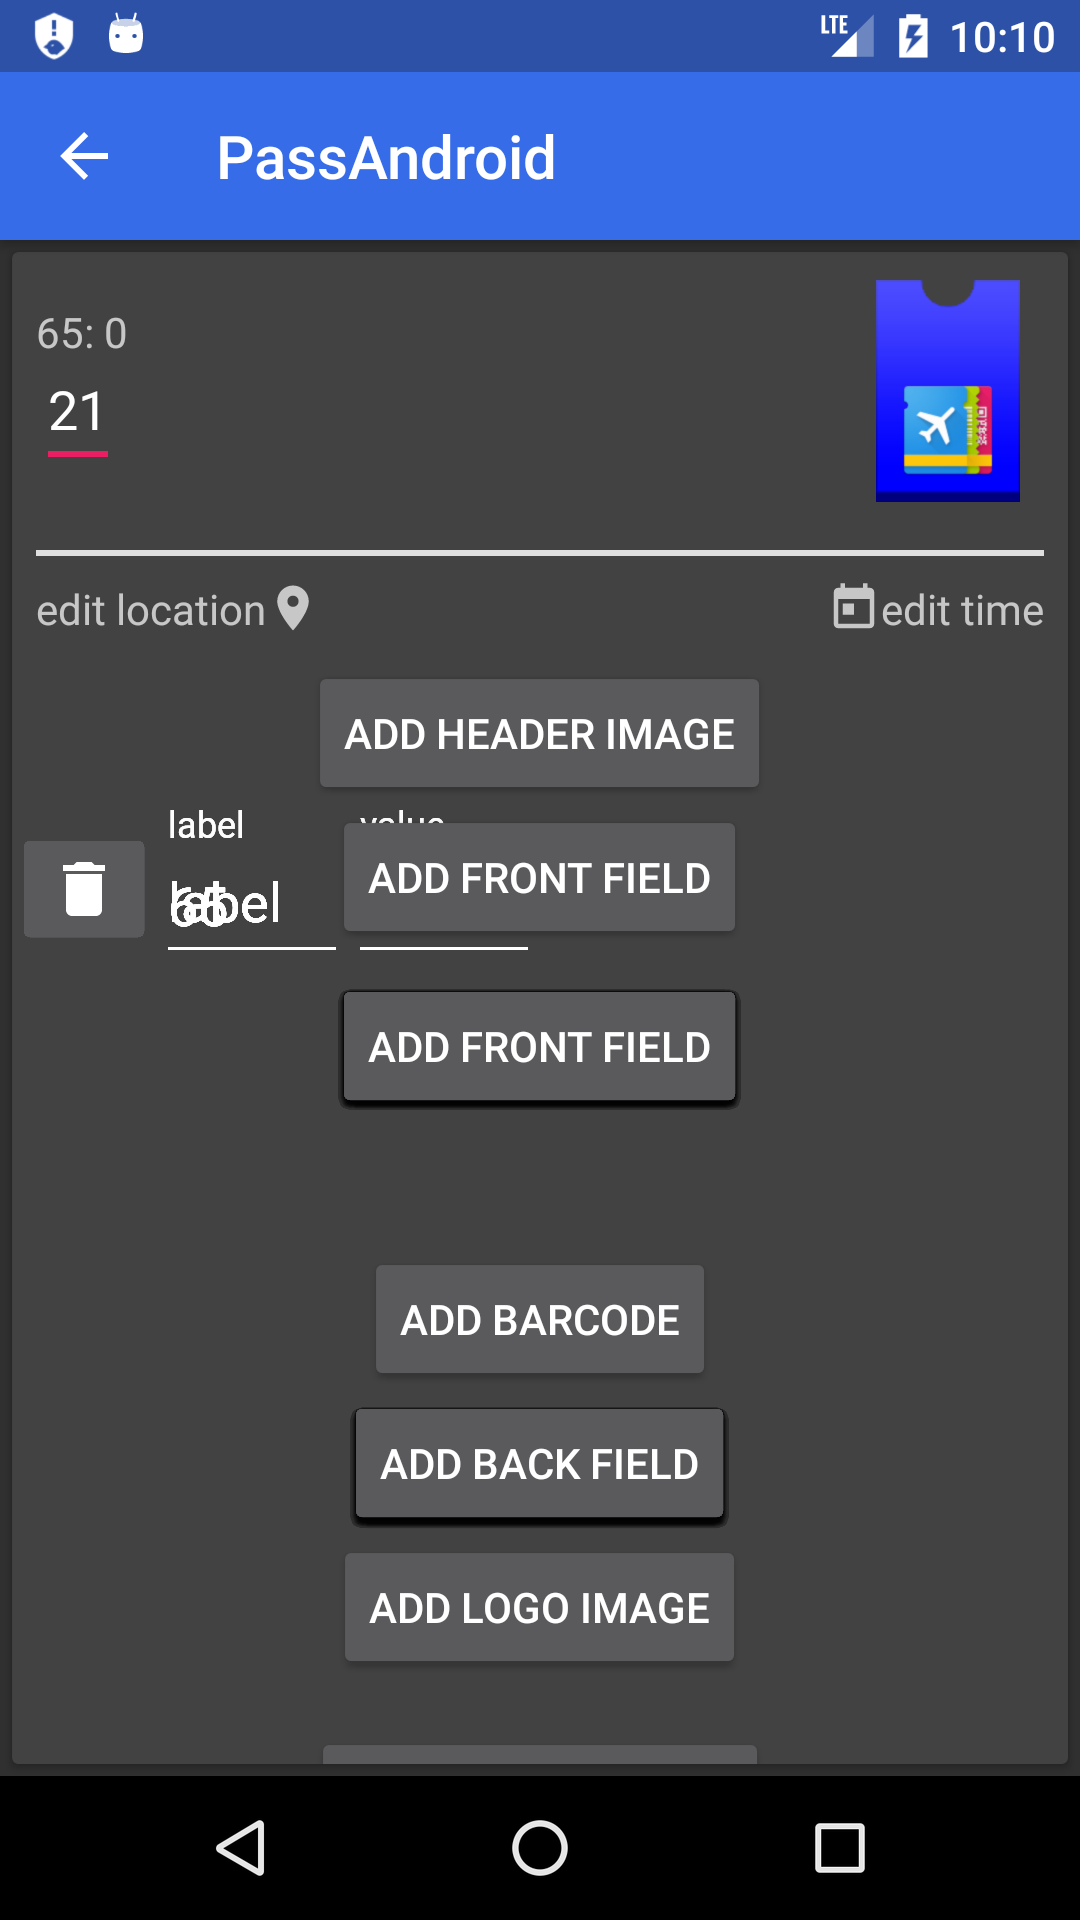 LTE 10:10
PassAndroid
65: 0
21
edit location edit time
ADD HEADER IMAGE
label value
ADD FRONT FIELD
label
ADD FRONT FIELD
ADD BARCODE
ADD BACK FIELD
ADD LOGO IMAGE